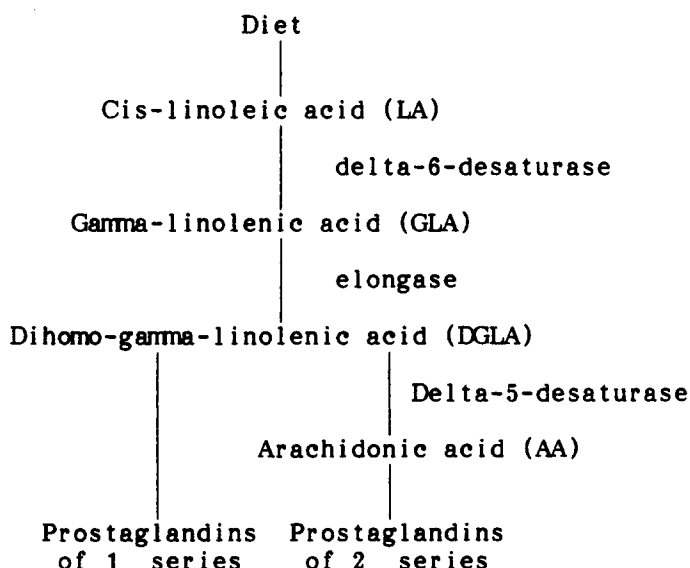 Diet
Cis-linoleic acid (LA)
delta-6-desaturase
Gamma-linolenic acid (GLA)
elongase
Dihomo-gamma-linolenic acid (DGLA)
Delta-5-desaturase
Arachidonic acid (AA)
Prostaglandins Prostaglandins
of 1 series of 2 series